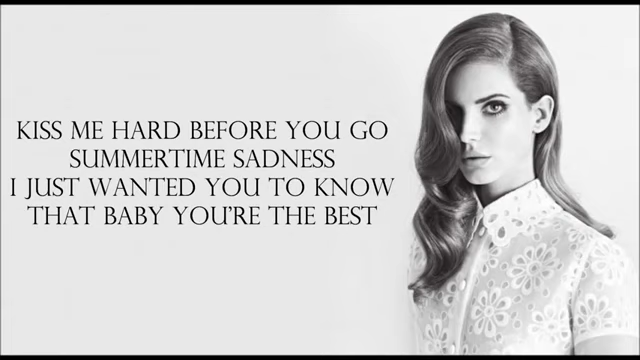 KISS ME HARD BEFORE YOU GO
SUMMERTIME SADNESS
I JUST WANTED YOU TO KNOW
THAT BABY YOU'RE THE BEST